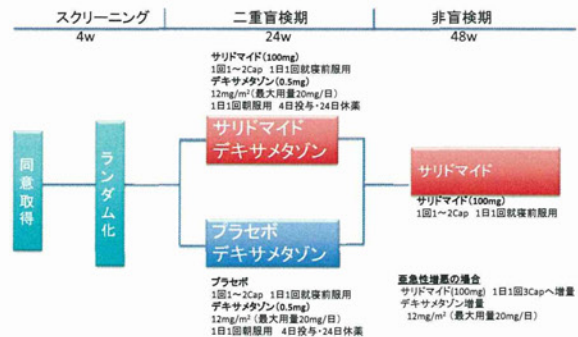 スクリーニング
二重盲検期
非盲検期
4w
24w
48w
サリドマイド(100mg)
1回1～2Cap 1日1回就寝前服用
デキサメタゾン(0.5mg)
12mg/m²(最大用量20mg/日)
1日1回朝服用 4日投与・24日休薬
同意取得
ランダム化
サリドマイド
デキサメタゾン
サリドマイド
サリドマイド(100mg)
1回1～2Cap 1日1回就寝前服用
プラセボ
デキサメタゾン
プラセボ
1回1～2Cap 1日1回就寝前服用
デキサメタゾン(0.5mg)
12mg/m²(最大用量20mg/日)
1日1回朝服用 4日投与・24日休薬
亜急性増悪の場合
サリドマイド(100mg) 1日1回3Capへ増量
デキサメタゾン増量
12mg/m²(最大用量20mg/日)